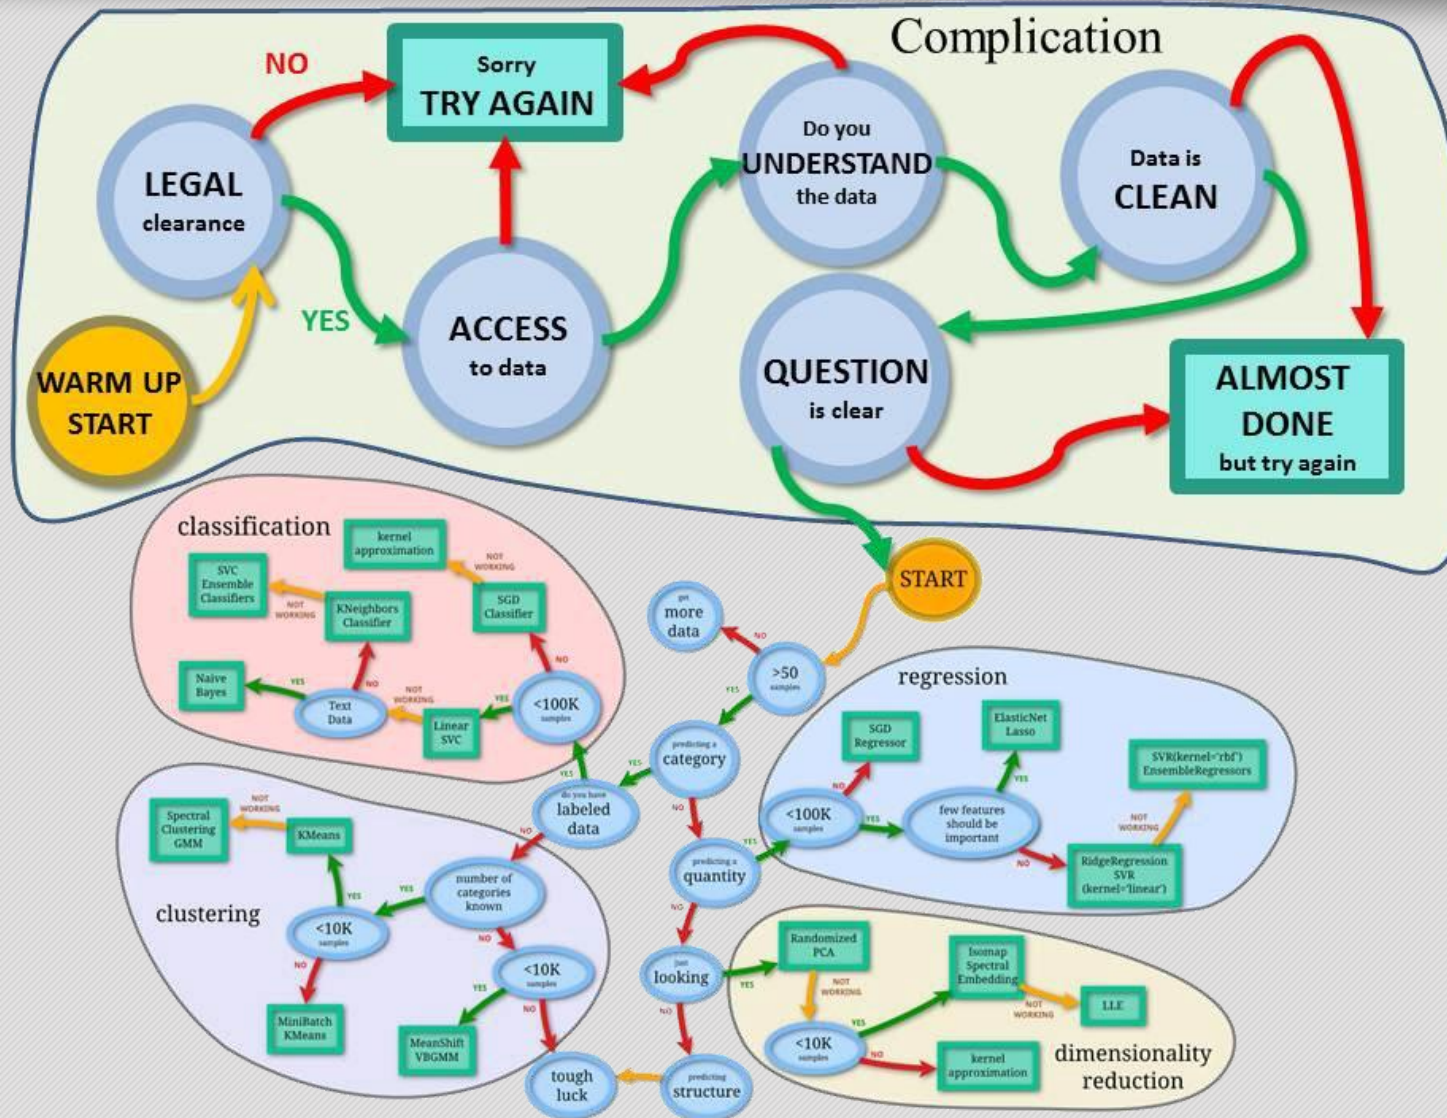 Complication
NO
Sorry
TRY AGAIN
LEGAL
clearance
YES
WARM UP
START
ACCESS
to data
Do you
UNDERSTAND
the data
Data is
CLEAN
QUESTION
is clear
ALMOST
DONE
but try again
START
classification
kernel
approximation
NOT
WORKING
SVC
Ensemble
Classifiers
NOT
WORKING
KNeighbors
Classifier
SGD
Classifier
NO
Naive
Bayes
YES
Text
Data
NO
NOT
WORKING
Linear
SVC
YES
<100K
samples
YES
get
more
data
NO
>50
samples
YES
predicting a
category
YES
do you have
labeled
data
NO
NO
predicting a
quantity
YES
NO
just
looking
YES
NO
predicting
structure
tough
luck
regression
SGD
Regressor
NO
<100K
samples
YES
ElasticNet
Lasso
YES
few features
should be
important
NO
SVR(kernel='rbf')
EnsembleRegressors
NOT
WORKING
RidgeRegression
SVR
(kernel='linear')
clustering
Spectral
Clustering
GMM
NOT
WORKING
KMeans
YES
<10K
samples
NO
MiniBatch
KMeans
YES
number of
categories
known
NO
<10K
samples
YES
NO
MeanShift
VBGMM
Randomized
PCA
NOT
WORKING
<10K
samples
YES
NO
Isomap
Spectral
Embedding
NOT
WORKING
LLE
kernel
approximation
dimensionality
reduction